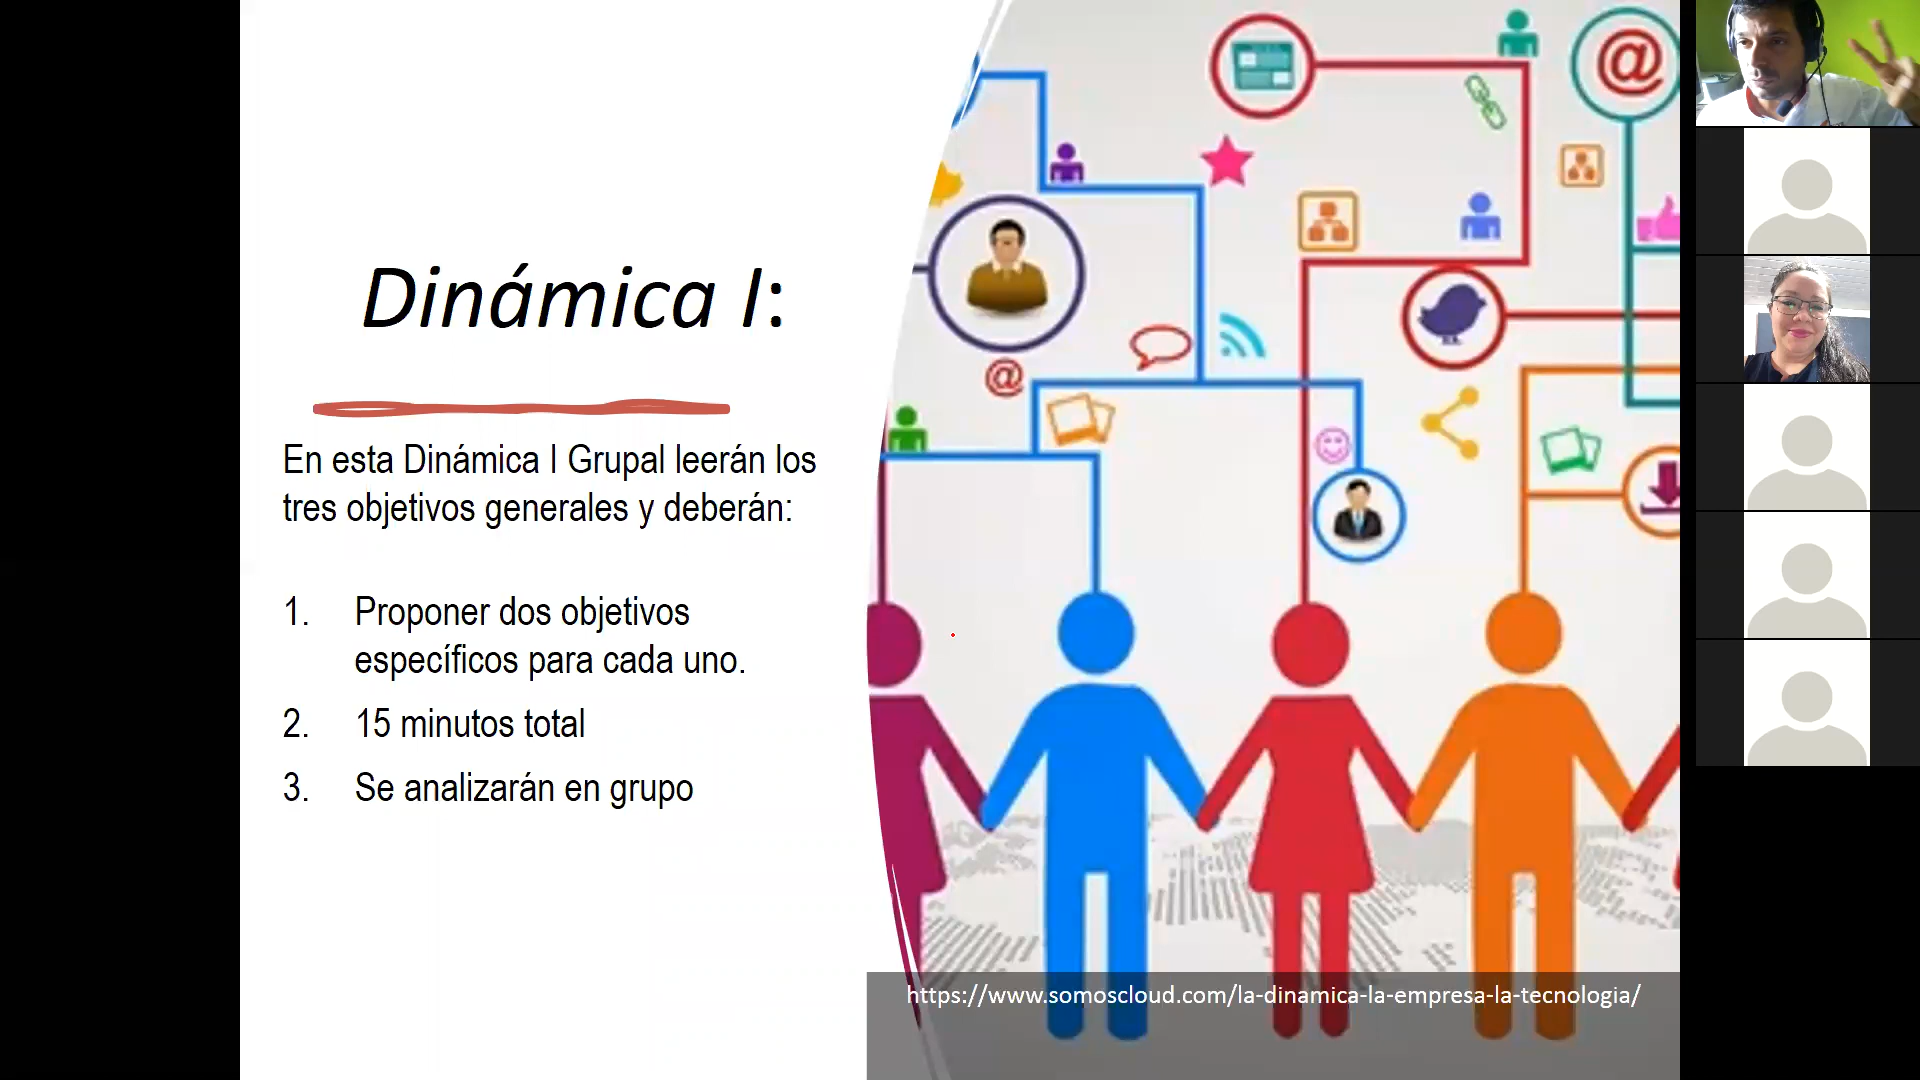 Dinámica I:
En esta Dinámica I Grupal leerán los
tres objetivos generales y deberán:
1. Proponer dos objetivos
específicos para cada uno.
2. 15 minutos total
3. Se analizarán en grupo
https://www.somoscloud.com/la-dinamica-la-empresa-la-tecnologia/